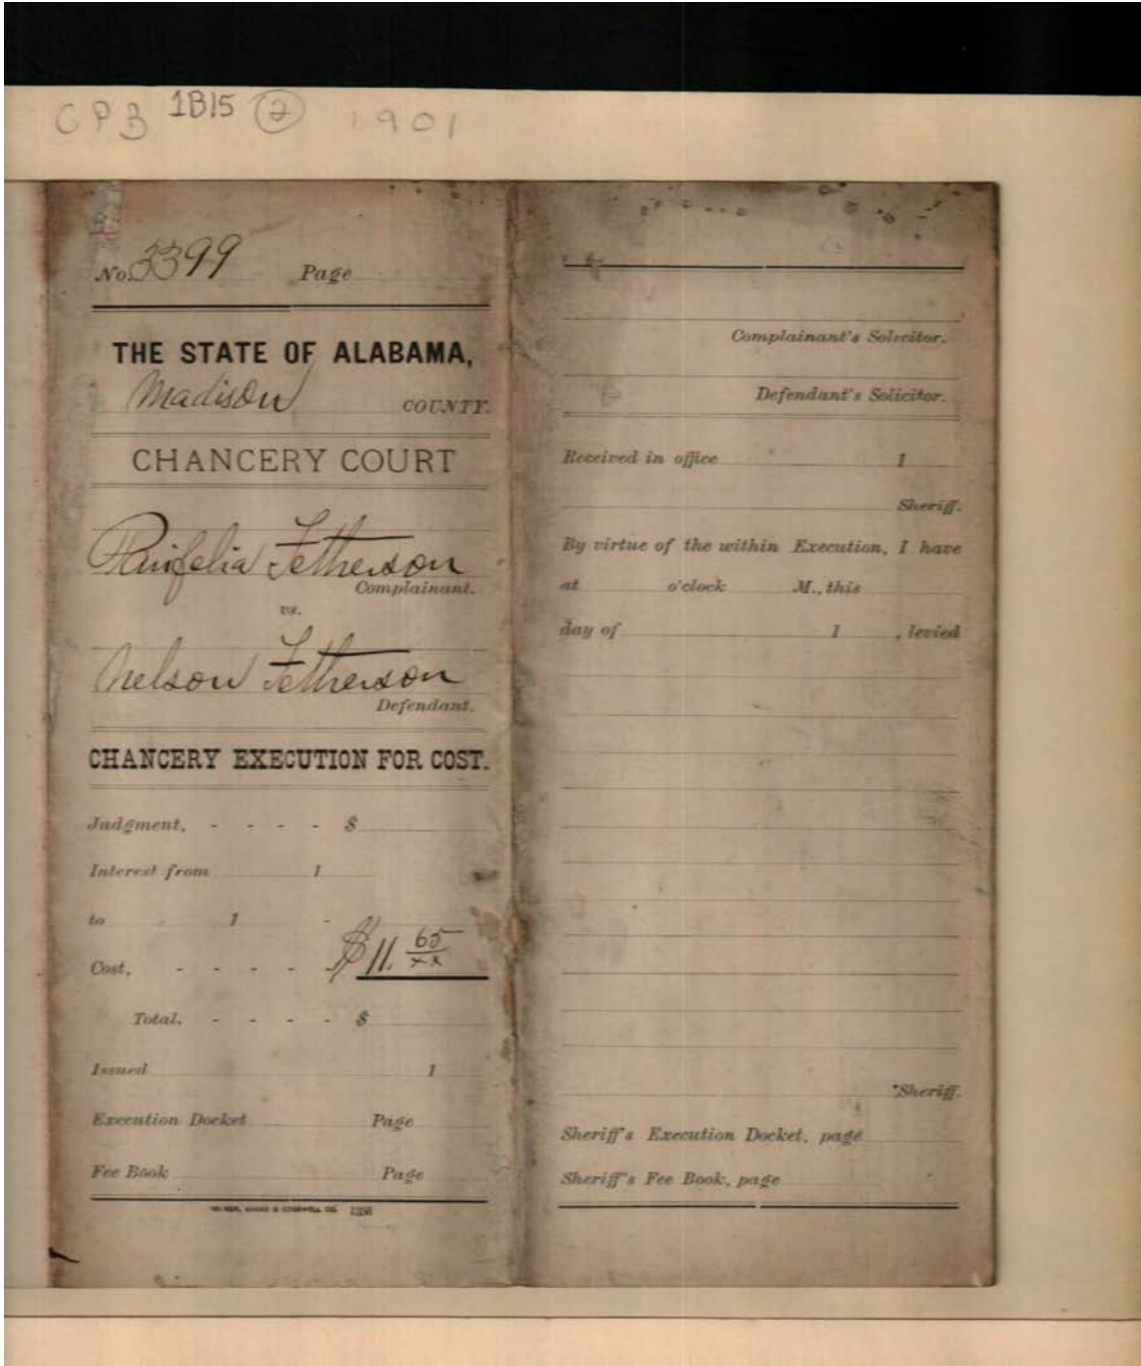 CPB 1B15 2 1901
No. 3399 Page
THE STATE OF ALABAMA,
Madison COUNTY.
CHANCERY COURT
Fetherson
Complainant.
vs.
Nelson Fetherson
Defendant.
CHANCERY EXECUTION FOR COST.
Judgment, - - - - $
Interest from 1
to 1 -
Cost, - - - - $11. 65/xx
Total. - - - - $
Issued 1
Execution Docket Page
Fee Book Page
Complainant's Solicitor.
Defendant's Solicitor.
Received in office 1
Sheriff.
By virtue of the within Execution, I have
at o'clock M., this
day of 1 , levied
Sheriff.
Sheriff's Execution Docket, page
Sheriff's Fee Book, page